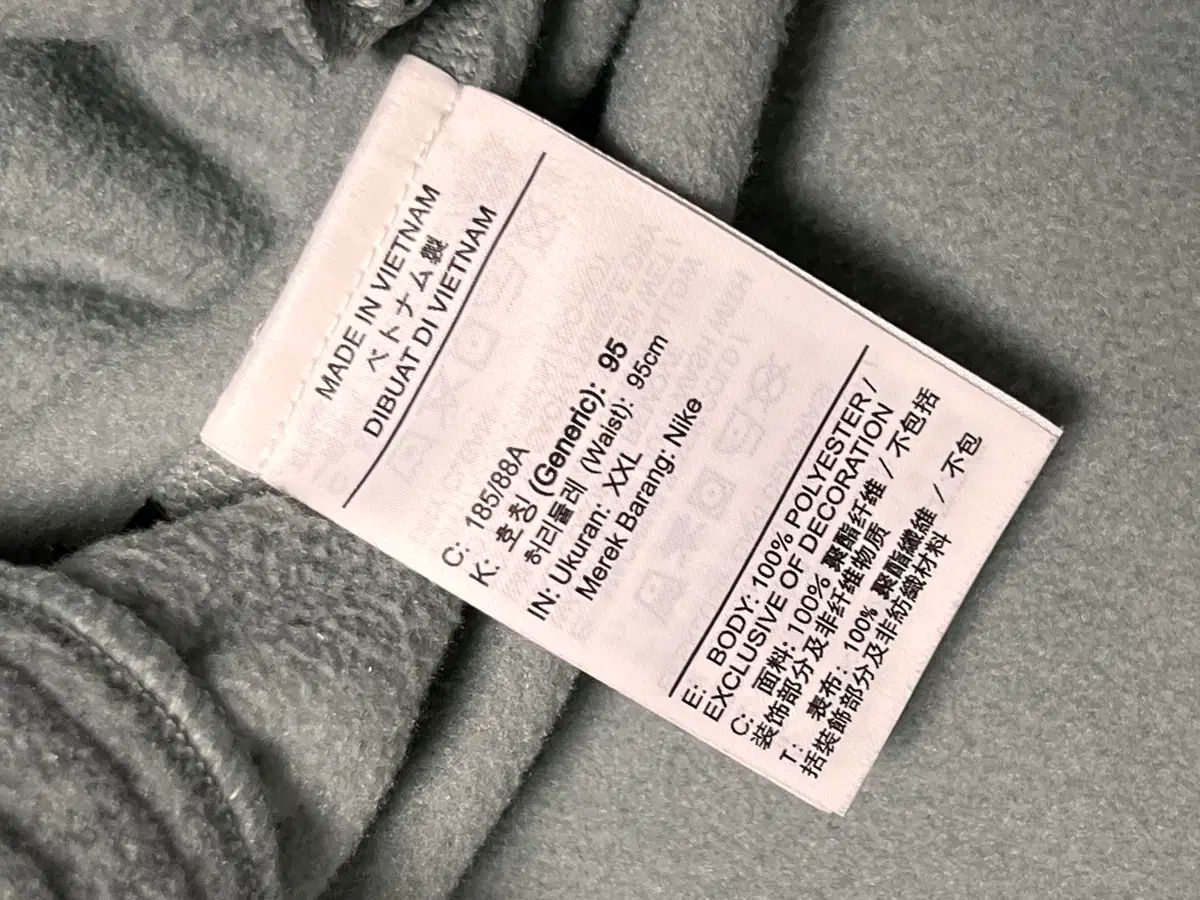 MADE IN VIETNAM
ベトナム製
DIBUAT DI VIETNAM
C: 185/88A
K: 호칭 (Generic): 95
허리둘레 (Waist): 95cm
IN: Ukuran: XXL
Merek Barang: Nike
E: BODY: 100% POLYESTER /
EXCLUSIVE OF DECORATION
C: 面料: 100% 聚酯纤维 / 不包括
装饰部分及非纤维物质
T: 表布: 100% 聚酯纖維 / 不包
括裝飾部分及非紡織材料